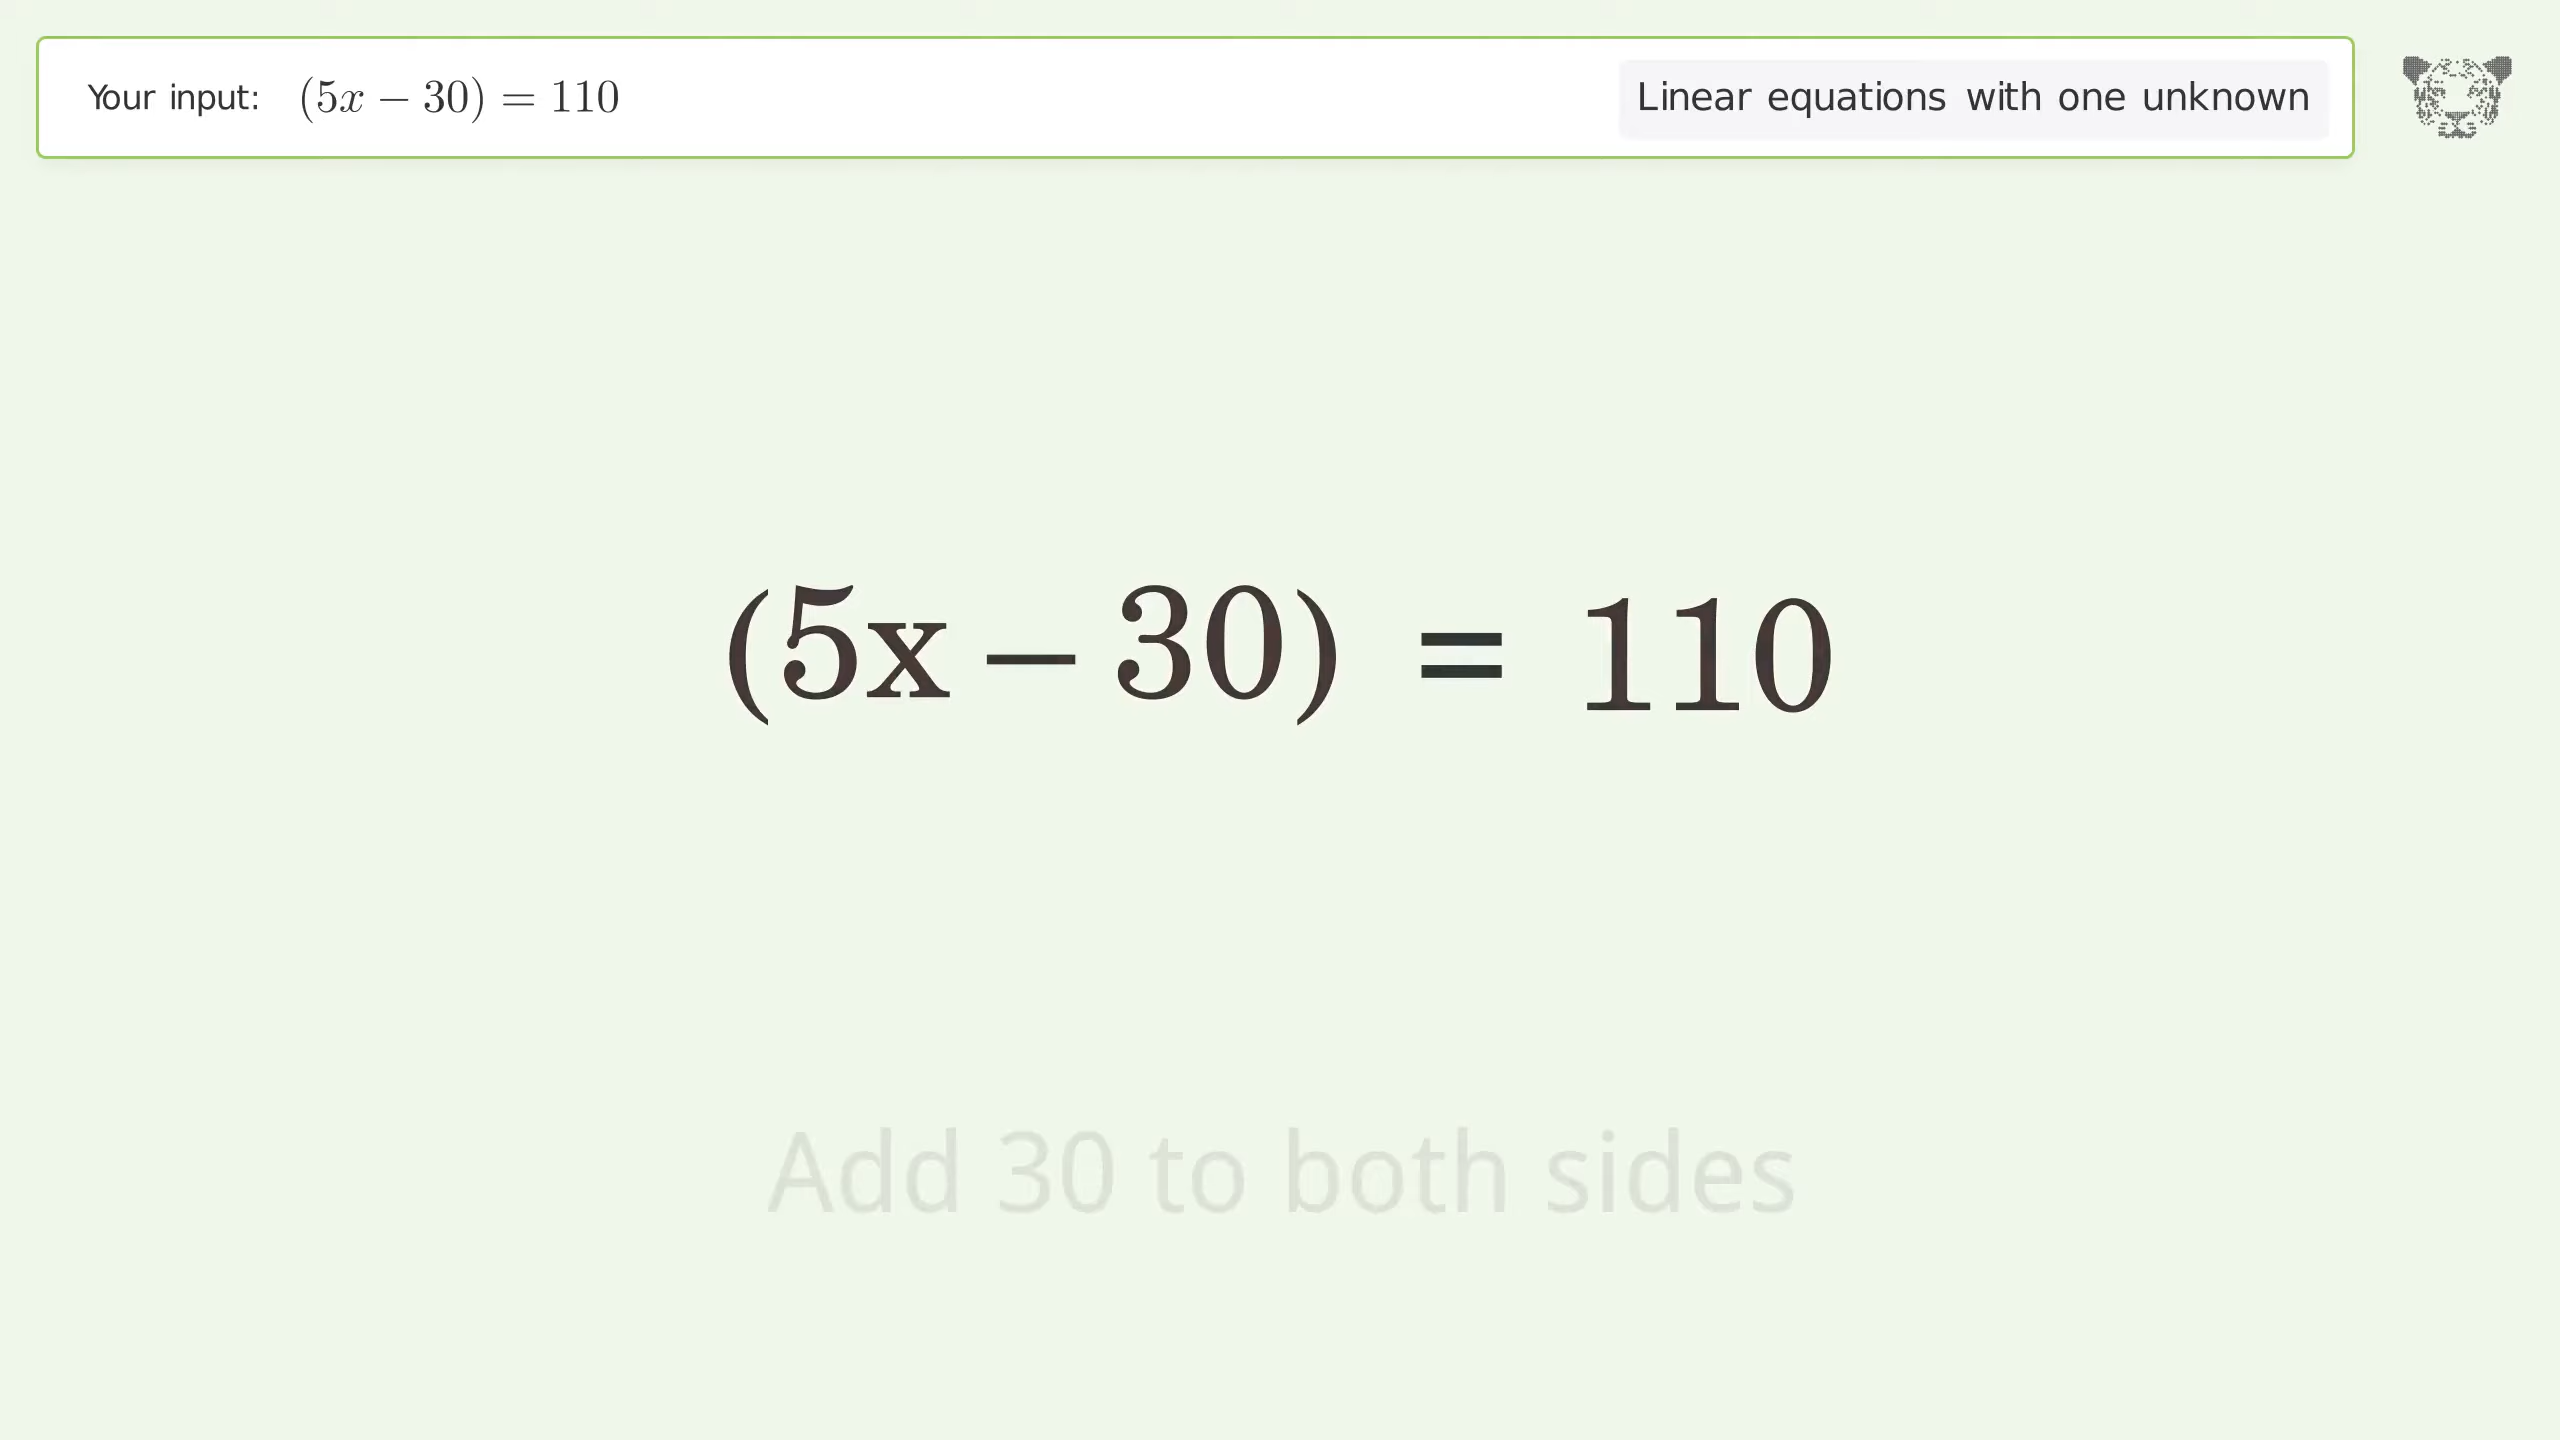 Your input: (5x − 30) = 110
Linear equations with one unknown
(5x − 30) = 110
Add 30 to both sides